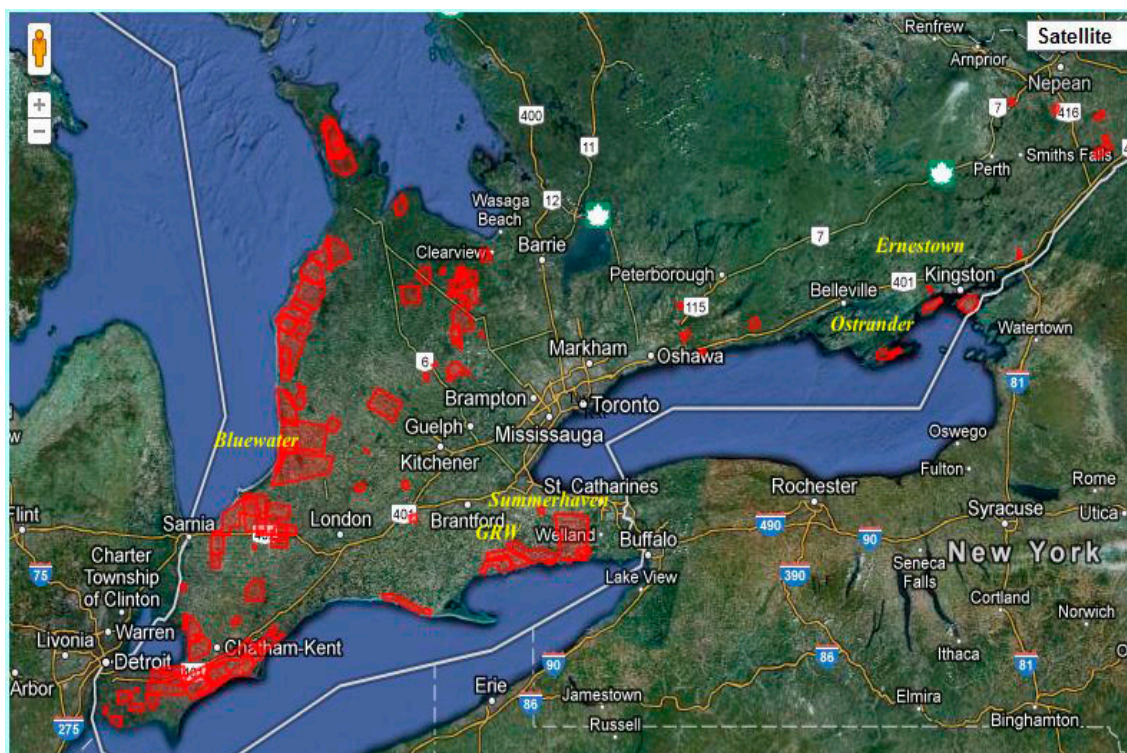 Satellite
Renfrew
Arnprior
Nepean
400
11
7
416
Smiths Falls
Perth
Wasaga
Beach
12
Clearview
Barrie
7
Ernestown
Peterborough
401
Kingston
Belleville
115
Ostrander
Watertown
Markham
Oshawa
6
81
Brampton
Toronto
Guelph
Mississauga
Bluewater
Kitchener
Oswego
Fulton
St. Catharines
Rochester
Rome
Summerhaven
Flint
Sarnia
London
401
Brantford
Syracuse
Utica
GRW
Welland
Buffalo
490
90
New York
Charter
Township
of Clinton
75
Lake View
390
Seneca
Falls
Cortland
Norwich
Warren
Livonia
Chatham-Kent
Detroit
Ithaca
401
90
86
81
Arbor
Erie
86
Jamestown
Elmira
Binghamton
275
Russell